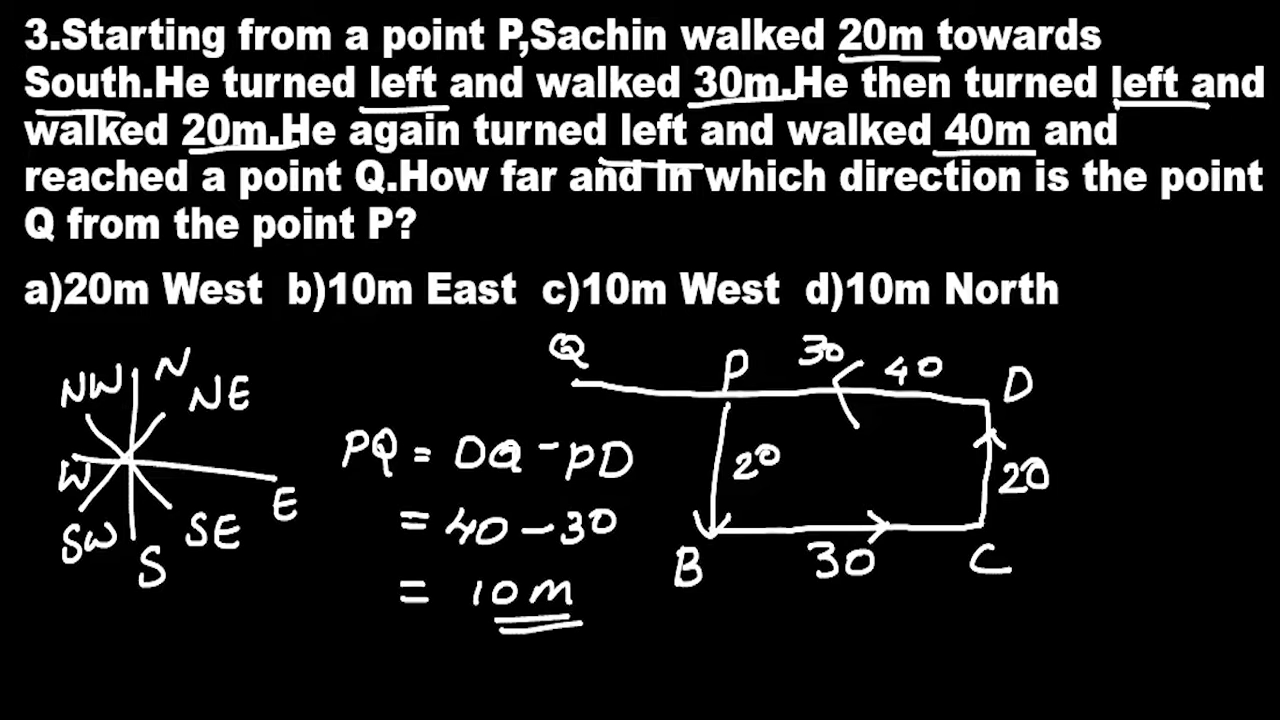 3.Starting from a point P,Sachin walked 20m towards
South.He turned left and walked 30m.He then turned left and
walked 20m.He again turned left and walked 40m and
reached a point Q.How far and in which direction is the point
Q from the point P?
a)20m West b)10m East c)10m West d)10m North
NW N NE
W E
SW S SE
PQ = DQ - PD
= 40 - 30
= 10m
Q P 30 40 D
20 20
B 30 C